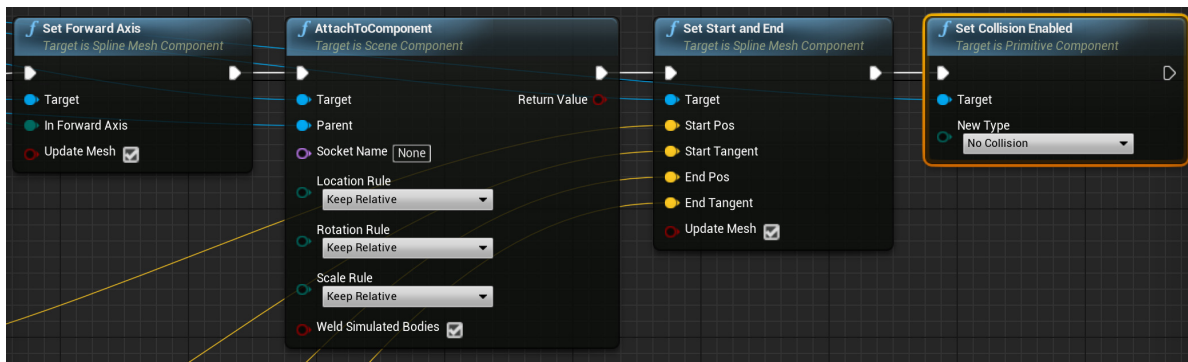 Set Forward Axis
Target is Spline Mesh Component
Target
In Forward Axis
Update Mesh
AttachToComponent
Target is Scene Component
Target
Return Value
Parent
Socket Name None
Location Rule
Keep Relative
Rotation Rule
Keep Relative
Scale Rule
Keep Relative
Weld Simulated Bodies
Set Start and End
Target is Spline Mesh Component
Target
Start Pos
Start Tangent
End Pos
End Tangent
Update Mesh
Set Collision Enabled
Target is Primitive Component
Target
New Type
No Collision